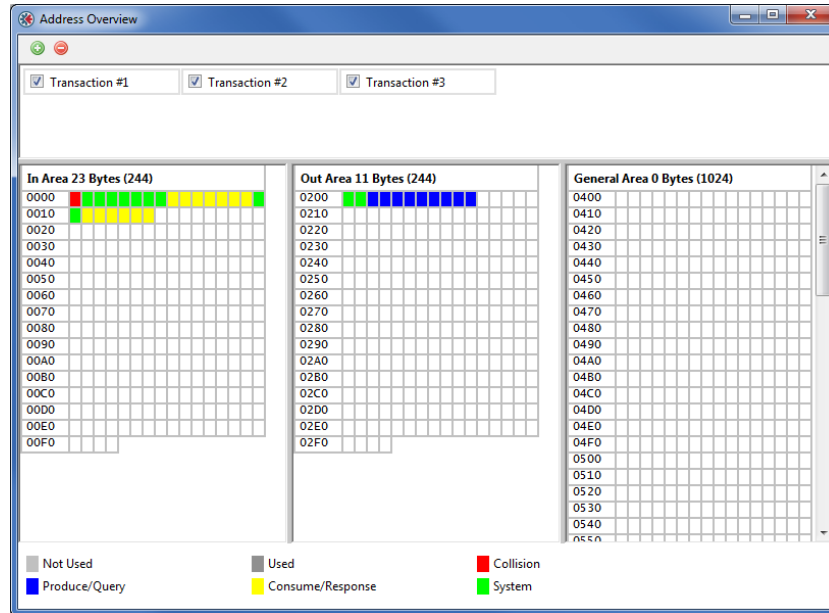 Address Overview
Transaction #1 Transaction #2 Transaction #3
In Area 23 Bytes (244)
0000
0010
0020
0030
0040
0050
0060
0070
0080
0090
00A0
00B0
00C0
00D0
00E0
00F0
Out Area 11 Bytes (244)
0200
0210
0220
0230
0240
0250
0260
0270
0280
0290
02A0
02B0
02C0
02D0
02E0
02F0
General Area 0 Bytes (1024)
0400
0410
0420
0430
0440
0450
0460
0470
0480
0490
04A0
04B0
04C0
04D0
04E0
04F0
0500
0510
0520
0530
0540
0550
Not Used Used Collision
Produce/Query Consume/Response System